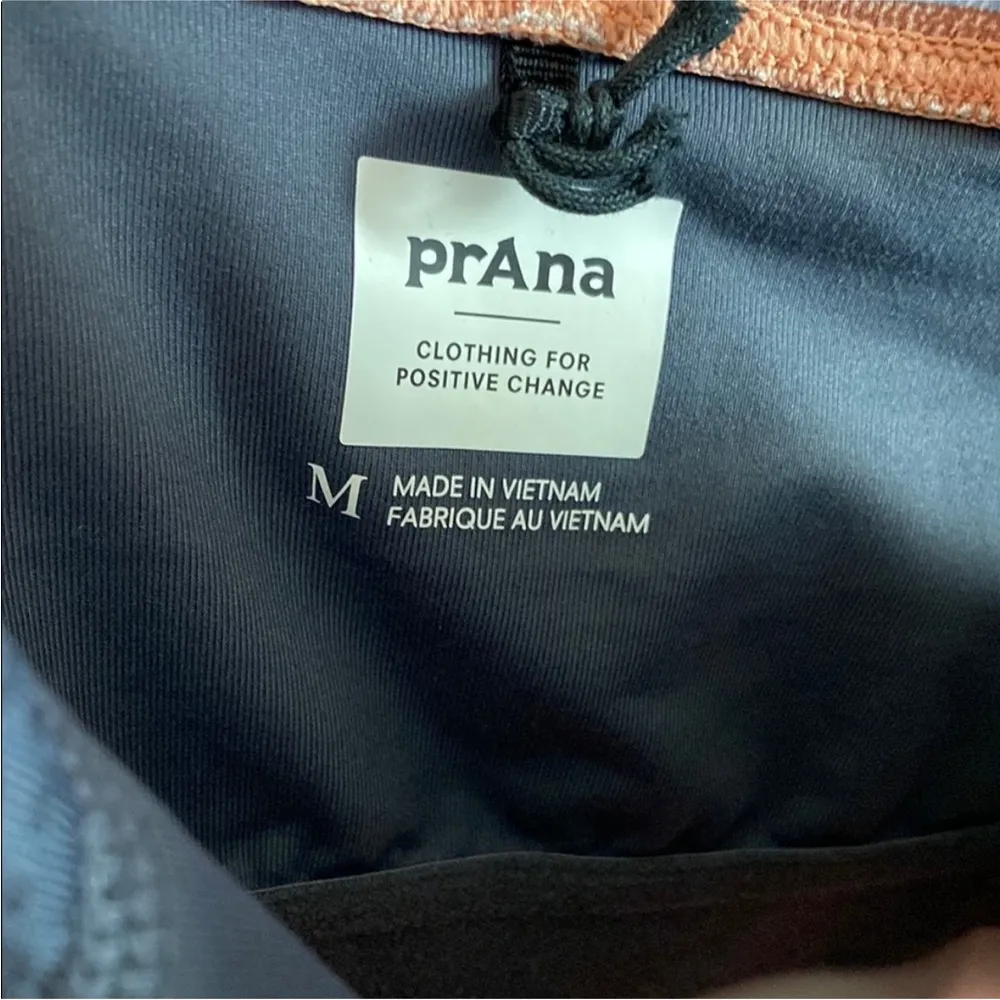 prAna
CLOTHING FOR
POSITIVE CHANGE
M
MADE IN VIETNAM
FABRIQUE AU VIETNAM